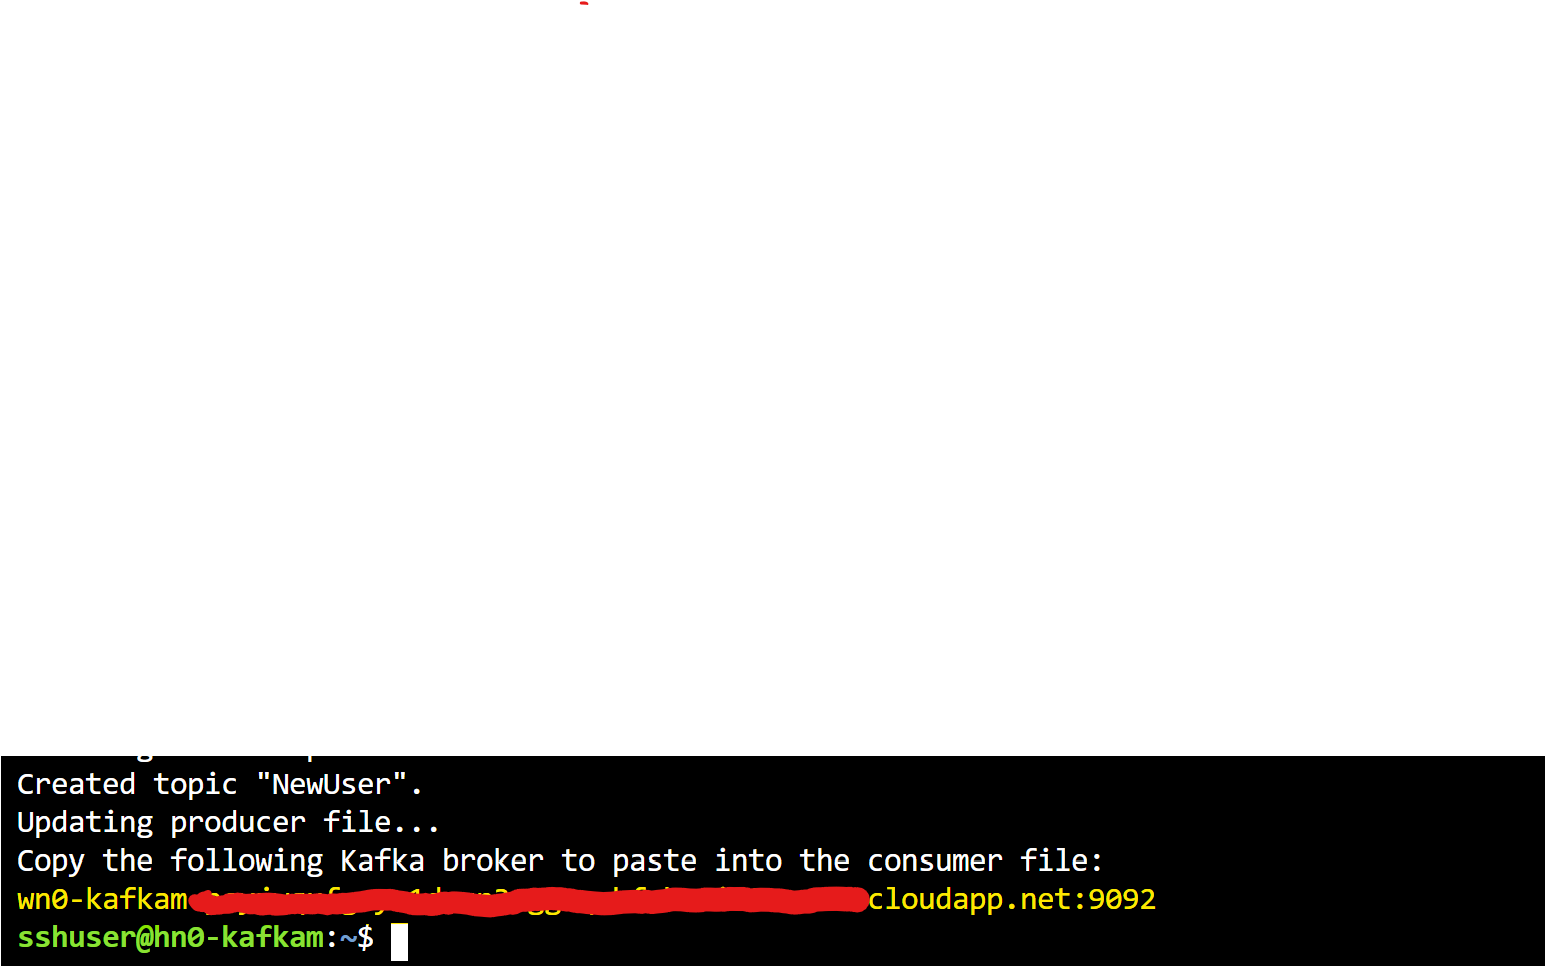 Created topic "NewUser".
Updating producer file...
Copy the following Kafka broker to paste into the consumer file:
wn0-kafkam cloudapp.net:9092
sshuser@hn0-kafkam:~$